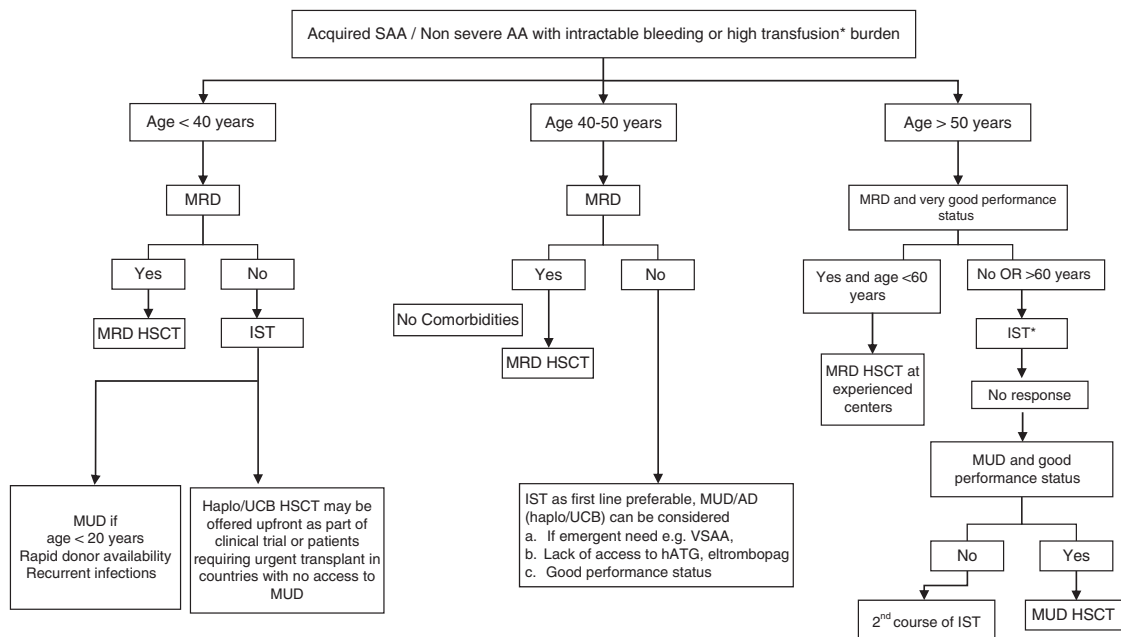 Acquired SAA / Non severe AA with intractable bleeding or high transfusion* burden
Age < 40 years
Age 40-50 years
Age > 50 years
MRD
MRD
MRD and very good performance
status
Yes
No
Yes
No
Yes and age <60
years
No OR >60 years
MRD HSCT
IST
No Comorbidities
MRD HSCT
IST*
MRD HSCT at
experienced
centers
No response
MUD and good
performance status
MUD if
age < 20 years
Rapid donor availability
Recurrent infections
Haplo/UCB HSCT may be
offered upfront as part of
clinical trial or patients
requiring urgent transplant in
countries with no access to
MUD
IST as first line preferable, MUD/AD
(haplo/UCB) can be considered
a. If emergent need e.g. VSAA,
b. Lack of access to hATG, eltrombopag
c. Good performance status
No
Yes
2nd course of IST
MUD HSCT